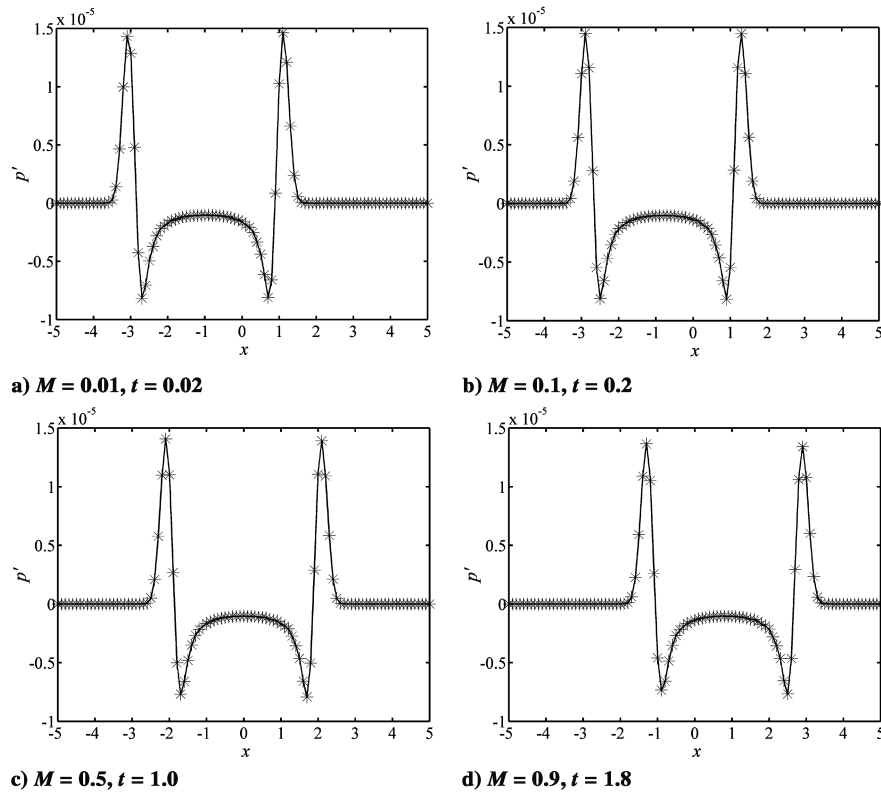 x 10⁻⁵
x 10⁻⁵
1.5
1
0.5
0
-0.5
-1
p′
-5 -4 -3 -2 -1 0 1 2 3 4 5
x
1.5
1
0.5
0
-0.5
-1
p′
-5 -4 -3 -2 -1 0 1 2 3 4 5
x
a) M = 0.01, t = 0.02
b) M = 0.1, t = 0.2
x 10⁻⁵
x 10⁻⁵
1.5
1
0.5
0
-0.5
-1
p′
-5 -4 -3 -2 -1 0 1 2 3 4 5
x
1.5
1
0.5
0
-0.5
-1
p′
-5 -4 -3 -2 -1 0 1 2 3 4 5
x
c) M = 0.5, t = 1.0
d) M = 0.9, t = 1.8